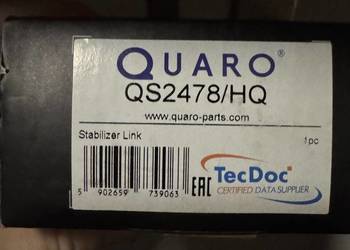 QUARO®
QS2478/HQ
www.quaro-parts.com
Stabilizer Link
1pc
5 902659 739063
EAC
TecDoc
CERTIFIED DATA SUPPLIER